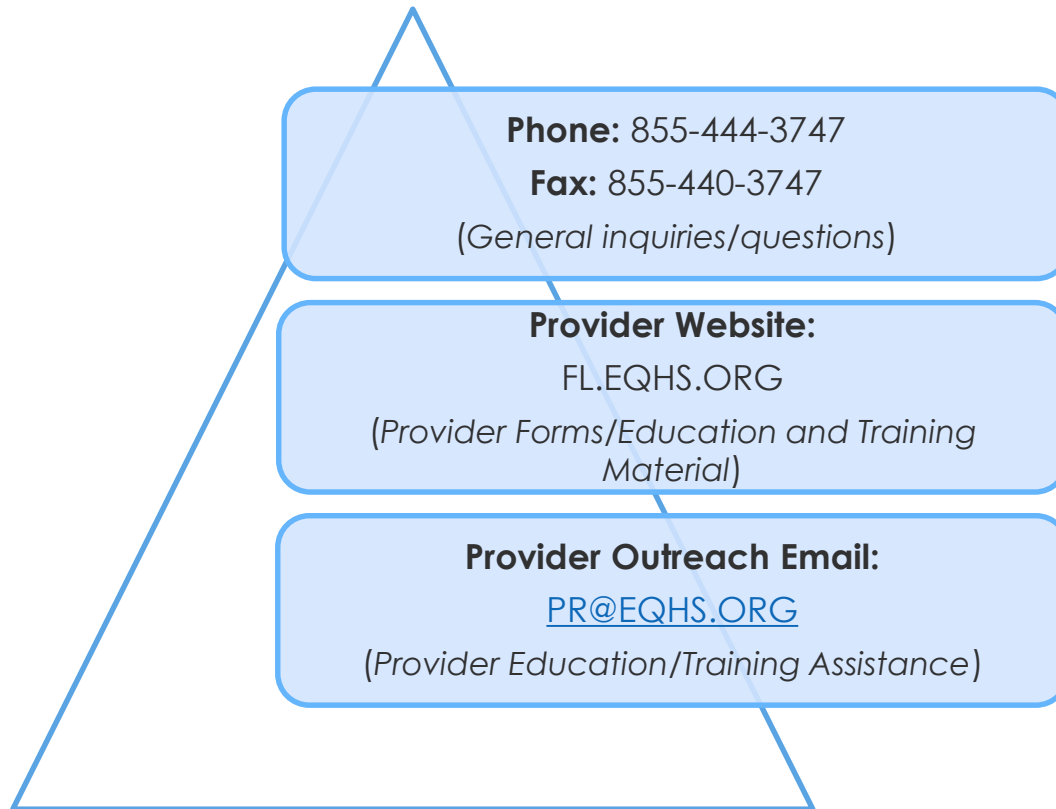 Phone: 855-444-3747
Fax: 855-440-3747
(General inquiries/questions)
Provider Website:
FL.EQHS.ORG
(Provider Forms/Education and Training
Material)
Provider Outreach Email:
PR@EQHS.ORG
(Provider Education/Training Assistance)